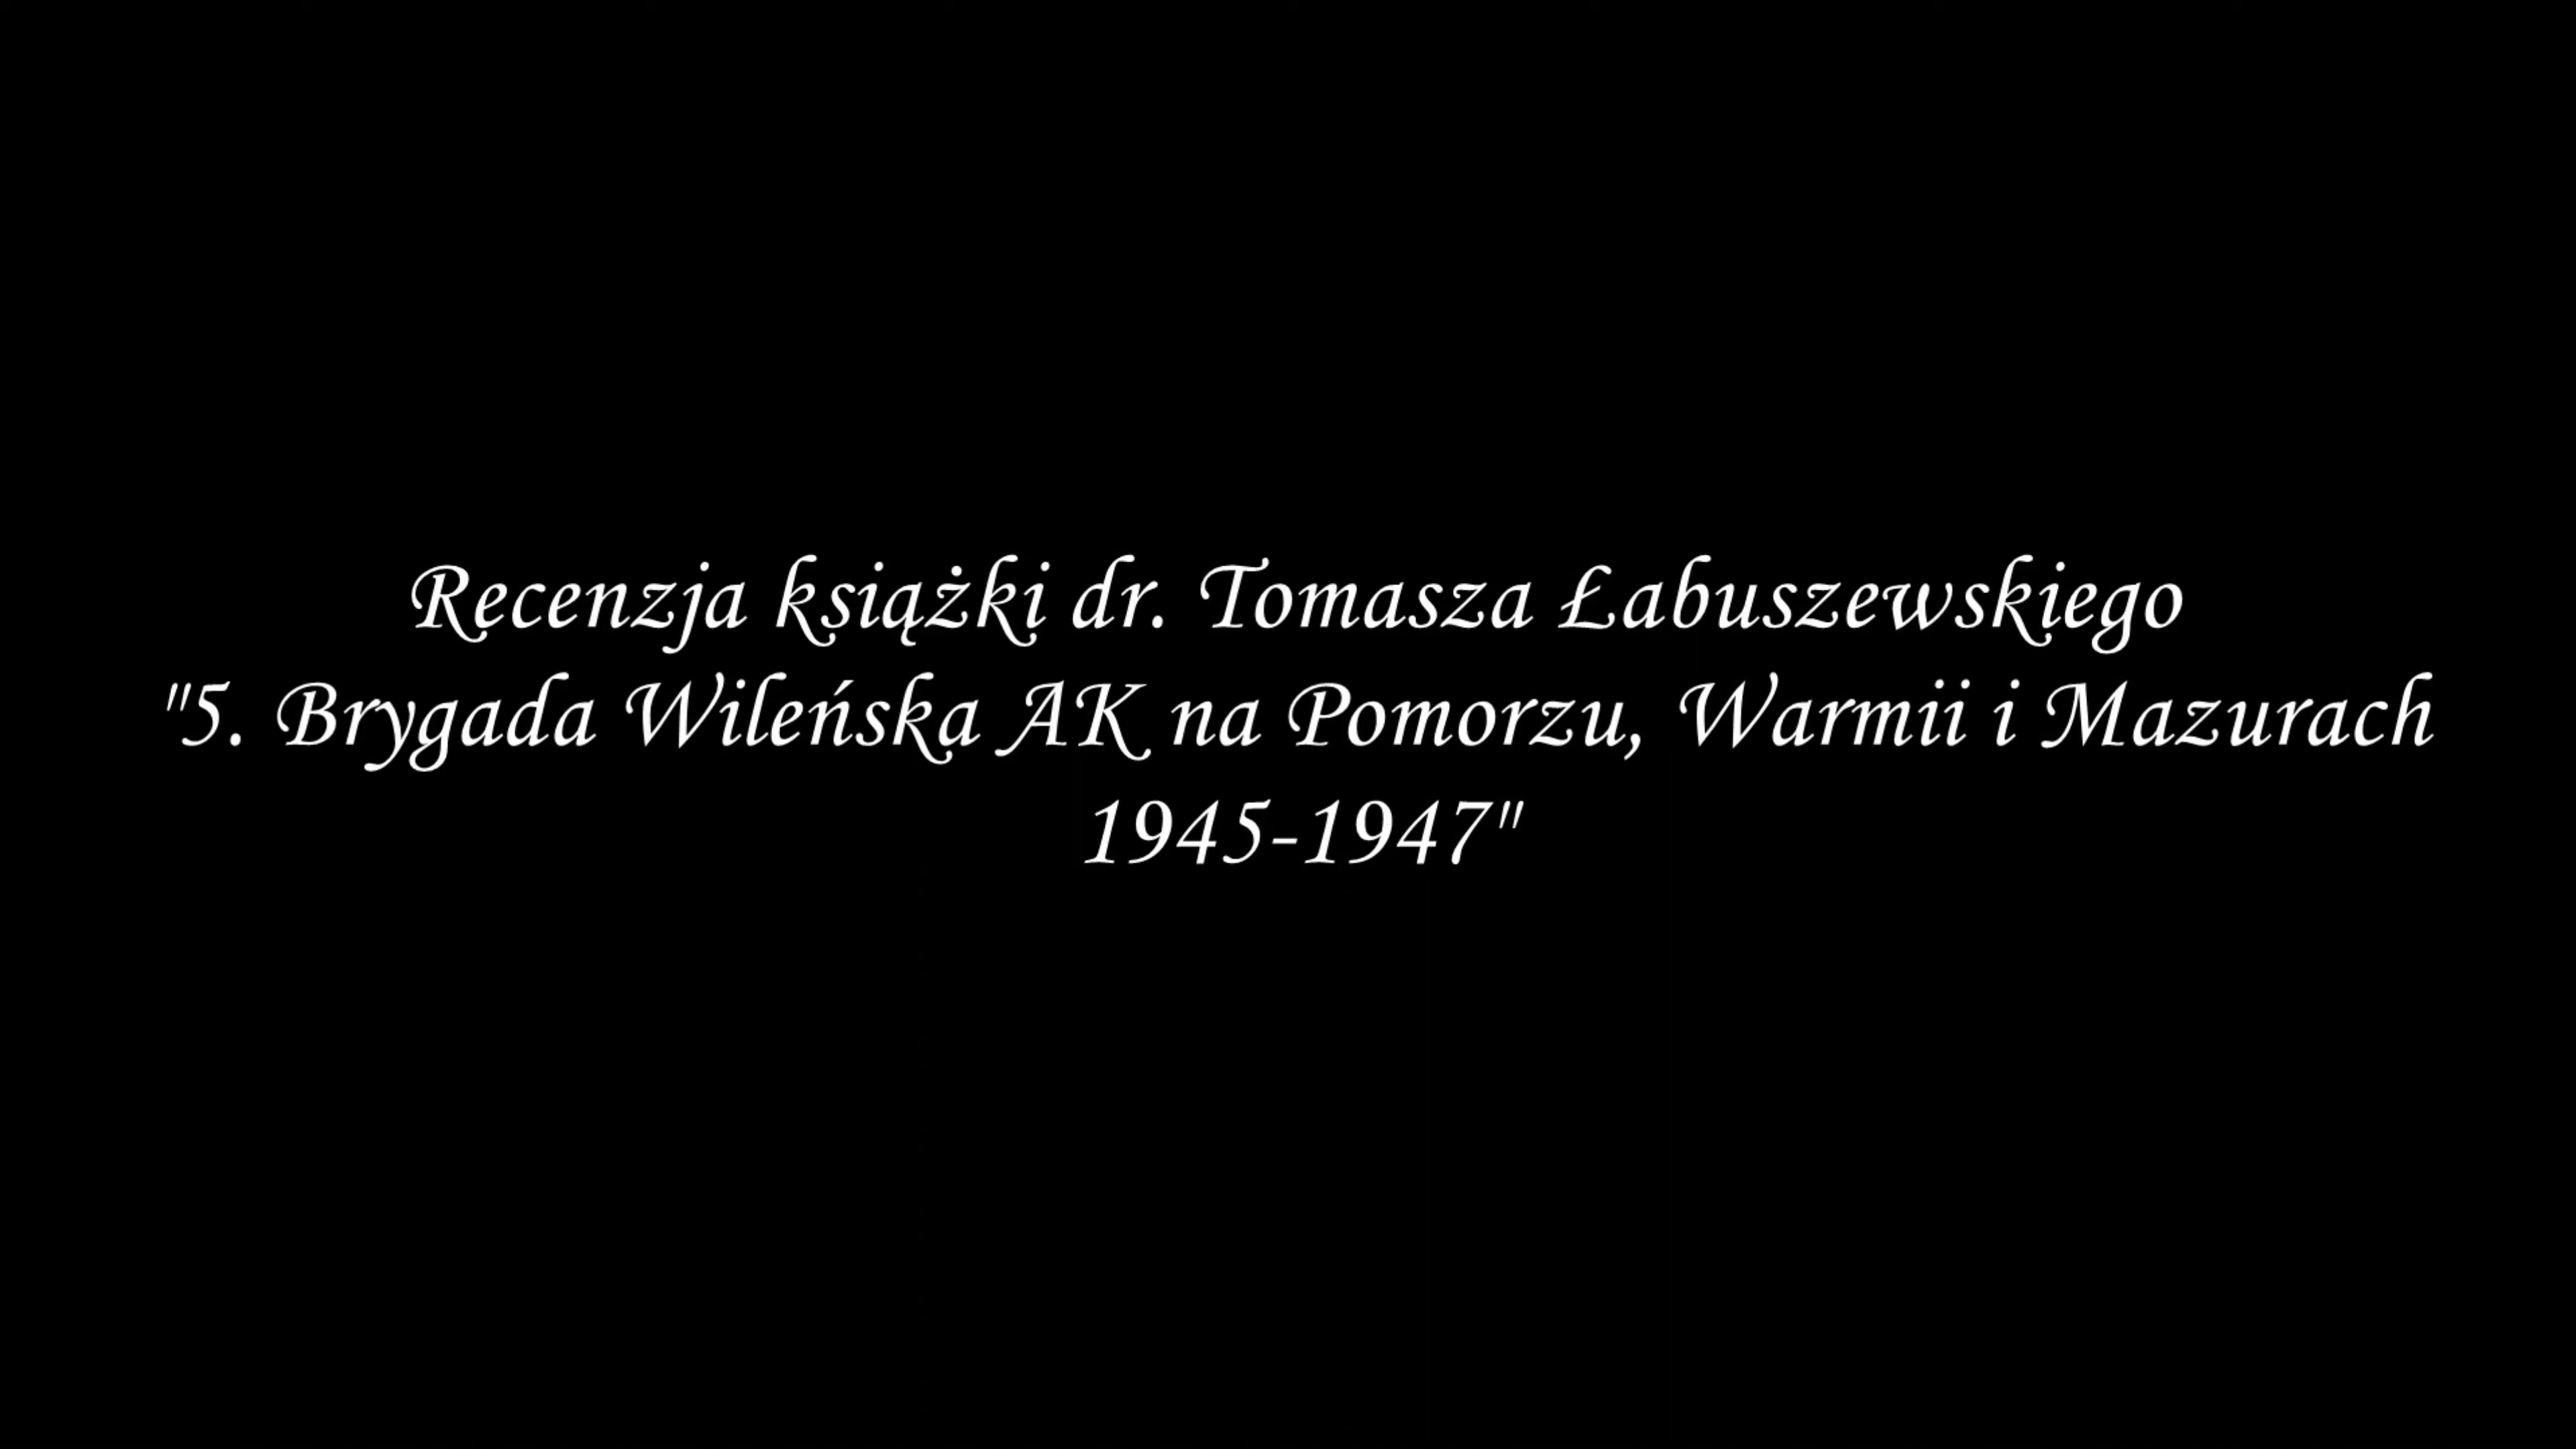 Recenzja książki dr. Tomasza Łabuszewskiego
"5. Brygada Wileńska AK na Pomorzu, Warmii i Mazurach
1945-1947"